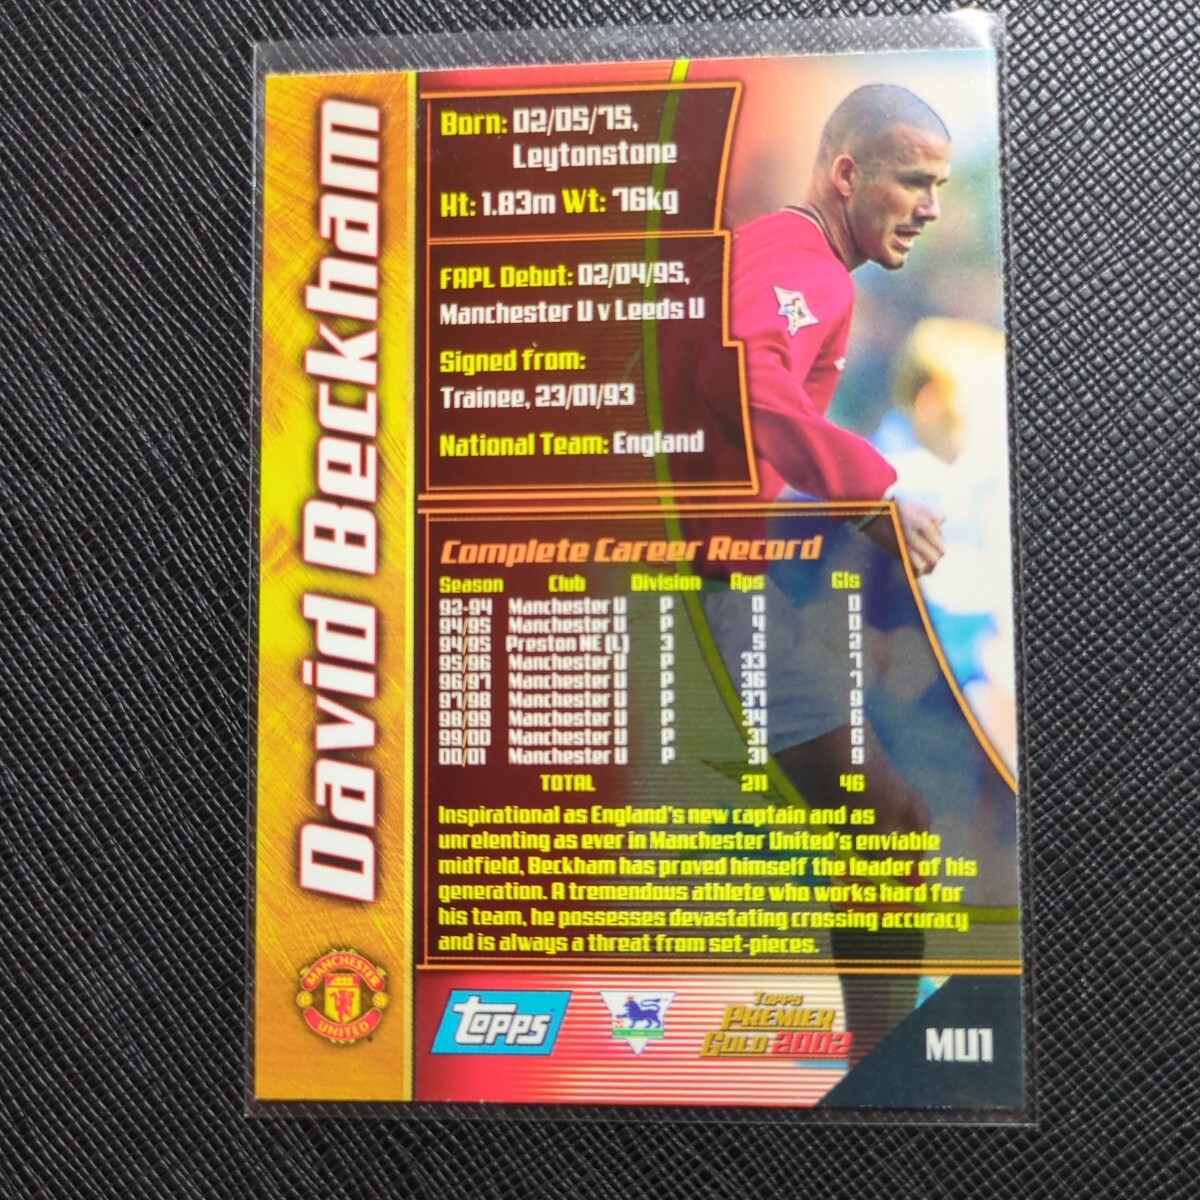 David Beckham
Born: 02/05/75,
Leytonstone
Ht: 1.83m Wt: 76kg
FAPL Debut: 02/04/95,
Manchester U v Leeds U
Signed from:
Trainee, 23/01/93
National Team: England
Complete Career Record
Season Club Division Aps Gls
92-94 Manchester U P 0 0
94/95 Manchester U P 4 0
94/95 Preston NE (L) 3 5 2
95/96 Manchester U P 33 7
96/97 Manchester U P 36 7
97/98 Manchester U P 37 9
98/99 Manchester U P 34 6
99/00 Manchester U P 31 6
00/01 Manchester U P 31 9
TOTAL 211 46
Inspirational as England's new captain and as
unrelenting as ever in Manchester United's enviable
midfield, Beckham has proved himself the leader of his
generation. A tremendous athlete who works hard for
his team, he possesses devastating crossing accuracy
and is always a threat from set-pieces.
MANCHESTER
UNITED
topps
Topps
Premier
Gold 2002
MU1